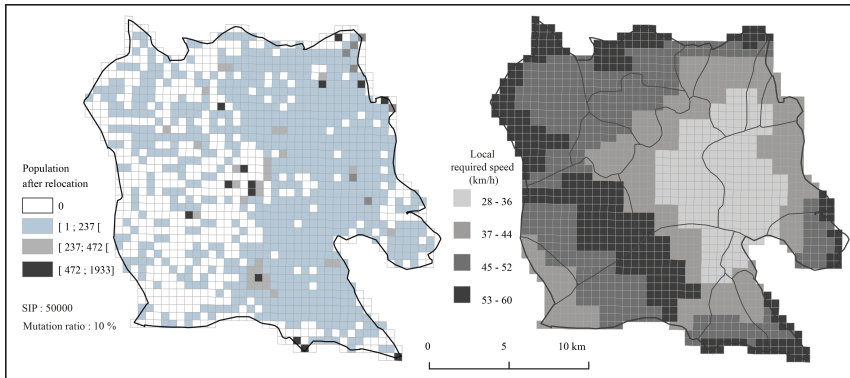 Population
after relocation
0
[ 1 ; 237 [
[ 237; 472 [
[ 472 ; 1933]
SIP : 50000
Mutation ratio : 10 %
Local
required speed
(km/h)
28 - 36
37 - 44
45 - 52
53 - 60
0 5 10 km